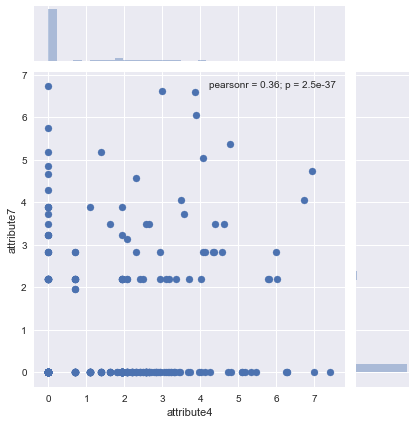 pearsonr = 0.36; p = 2.5e-37
7
6
5
4
3
2
1
0
attribute7
0 1 2 3 4 5 6 7
attribute4